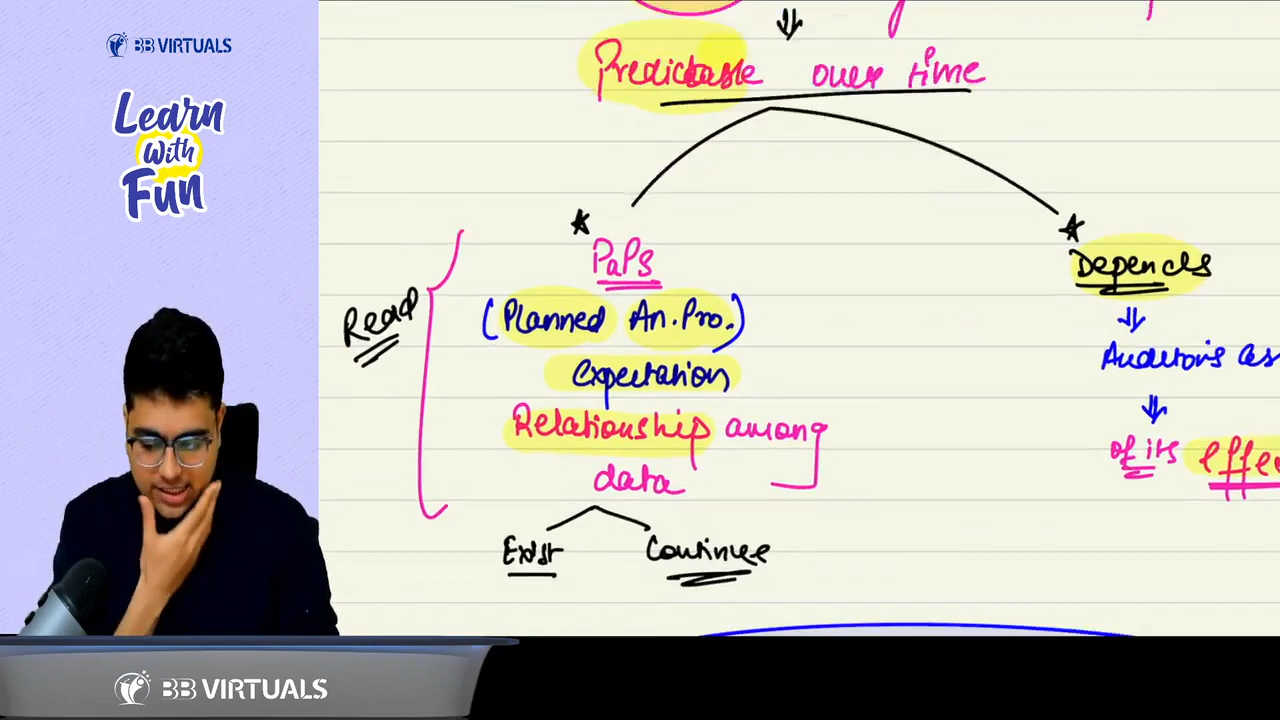 BB VIRTUALS
Learn
With
Fun
Predictable over time
PaPs
Depends
(Planned An. Pro.)
Read
Auditor's as
Expectation
Relationship among
of its effec
data
Exist
Continue
BB VIRTUALS